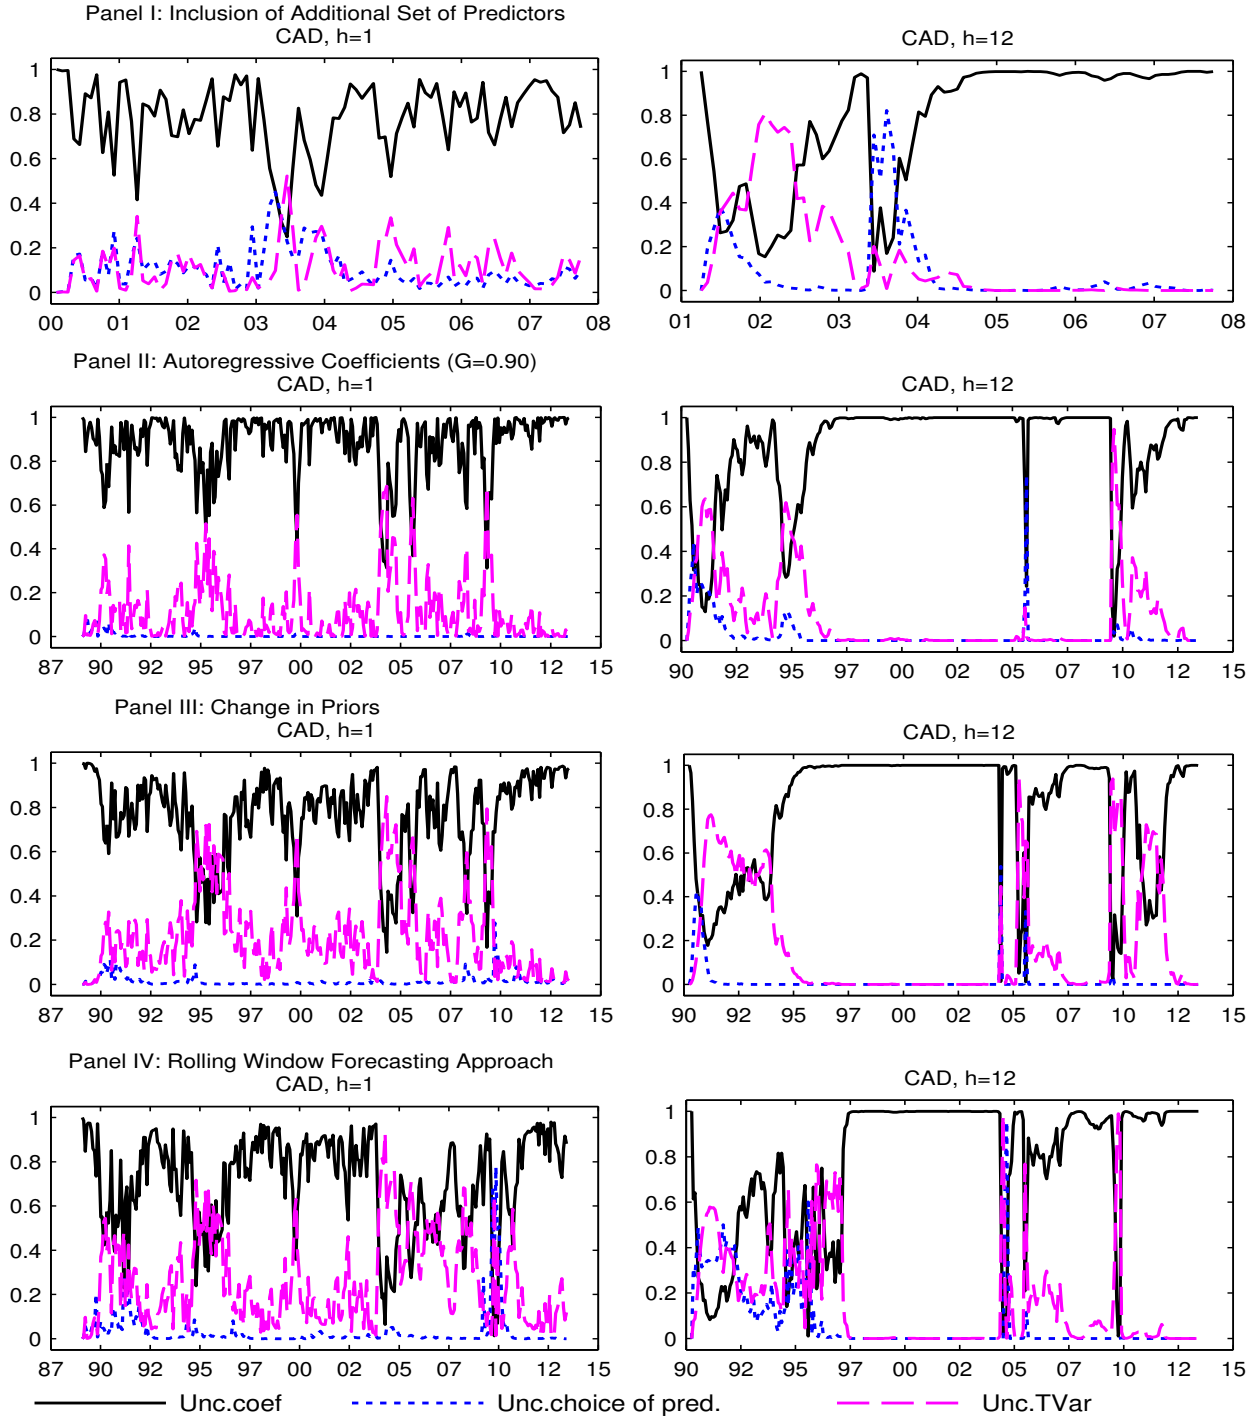 Panel I: Inclusion of Additional Set of Predictors
CAD, h=1
CAD, h=12
1
0.8
0.6
0.4
0.2
0
00 01 02 03 04 05 06 07 08
1
0.8
0.6
0.4
0.2
0
01 02 03 04 05 06 07 08
Panel II: Autoregressive Coefficients (G=0.90)
CAD, h=1
CAD, h=12
1
0.8
0.6
0.4
0.2
0
87 90 92 95 97 00 02 05 07 10 12 15
1
0.8
0.6
0.4
0.2
0
90 92 95 97 00 02 05 07 10 12 15
Panel III: Change in Priors
CAD, h=1
CAD, h=12
1
0.8
0.6
0.4
0.2
0
87 90 92 95 97 00 02 05 07 10 12 15
1
0.8
0.6
0.4
0.2
0
90 92 95 97 00 02 05 07 10 12 15
Panel IV: Rolling Window Forecasting Approach
CAD, h=1
CAD, h=12
1
0.8
0.6
0.4
0.2
0
87 90 92 95 97 00 02 05 07 10 12 15
1
0.8
0.6
0.4
0.2
0
90 92 95 97 00 02 05 07 10 12 15
Unc.coef Unc.choice of pred. Unc.TVar